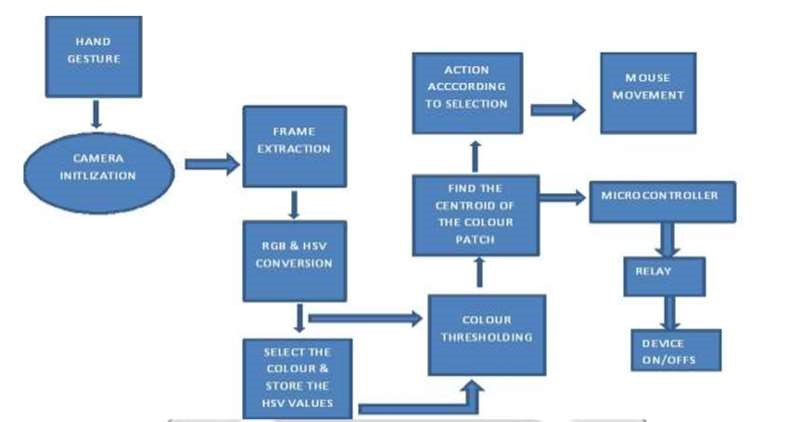 HAND
GESTURE
CAMERA
INITLIZATION
FRAME
EXTRACTION
RGB & HSV
CONVERSION
SELECT THE
COLOUR &
STORE THE
HSV VALUES
COLOUR
THRESHOLDING
FIND THE
CENTROID OF
THE COLOUR
PATCH
ACTION
ACCCORDING
TO SELECTION
MOUSE
MOVEMENT
MICROCONTROLLER
RELAY
DEVICE
ON/OFFS